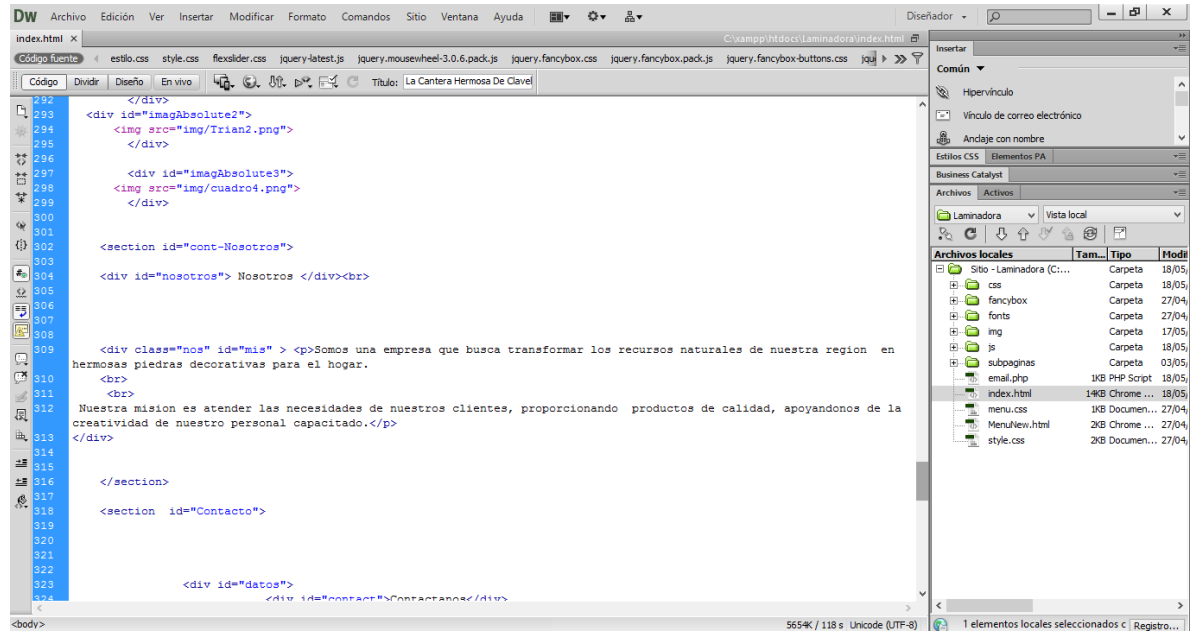 DW Archivo Edición Ver Insertar Modificar Formato Comandos Sitio Ventana Ayuda Diseñador
index.html × C:\xampp\htdocs\Laminadora\index.html
Código fuente estilo.css style.css flexslider.css jquery-latest.js jquery.mousewheel-3.0.6.pack.js jquery.fancybox.css jquery.fancybox.pack.js jquery.fancybox-buttons.css
Código Dividir Diseño En vivo Título: La Cantera Hermosa De Clavel
292 </div>
293 <div id="imagAbsolute2">
294 <img src="img/Trian2.png">
295 </div>
296
297 <div id="imagAbsolute3">
298 <img src="img/cuadro4.png">
299 </div>
300
301
302 <section id="cont-Nosotros">
303
304 <div id="nosotros"> Nosotros </div><br>
305
306
307
308
309 <div class="nos" id="mis" > <p>Somos una empresa que busca transformar los recursos naturales de nuestra region en
hermosas piedras decorativas para el hogar.
310 <br>
311 <br>
312 Nuestra mision es atender las necesidades de nuestros clientes, proporcionando productos de calidad, apoyandonos de la
creatividad de nuestro personal capacitado.</p>
313 </div>
314
315
316 </section>
317
318 <section id="Contacto">
319
320
321
322
323 <div id="datos">
324 <div id="contact">Contactanos</div>
<body> 5654K / 118 s Unicode (UTF-8)
Insertar
Común
Hipervínculo
Vínculo de correo electrónico
Anclaje con nombre
Estilos CSS Elementos PA
Business Catalyst
Archivos Activos
Laminadora Vista local
Archivos locales Tam... Tipo Modif
Sitio - Laminadora (C:... Carpeta 18/05/
css Carpeta 18/05/
fancybox Carpeta 27/04/
fonts Carpeta 27/04/
img Carpeta 17/05/
js Carpeta 18/05/
subpaginas Carpeta 03/05/
email.php 1KB PHP Script 18/05/
index.html 14KB Chrome ... 18/05/
menu.css 1KB Documen... 27/04/
MenuNew.html 2KB Chrome ... 27/04/
style.css 2KB Documen... 27/04/
1 elementos locales seleccionados c Registro...